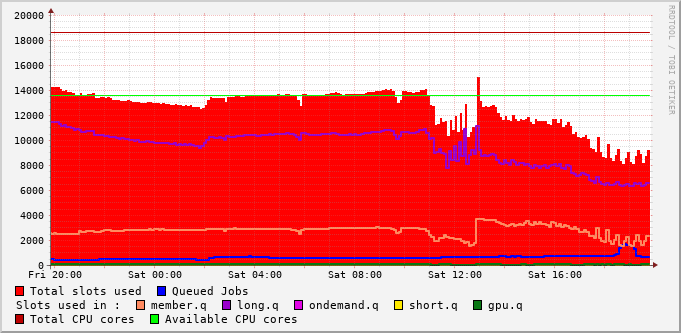 20000
18000
16000
14000
12000
10000
8000
6000
4000
2000
0
Fri 20:00 Sat 00:00 Sat 04:00 Sat 08:00 Sat 12:00 Sat 16:00
RRDTOOL / TOBI OETIKER
Total slots used Queued Jobs
Slots used in : member.q long.q ondemand.q short.q gpu.q
Total CPU cores Available CPU cores